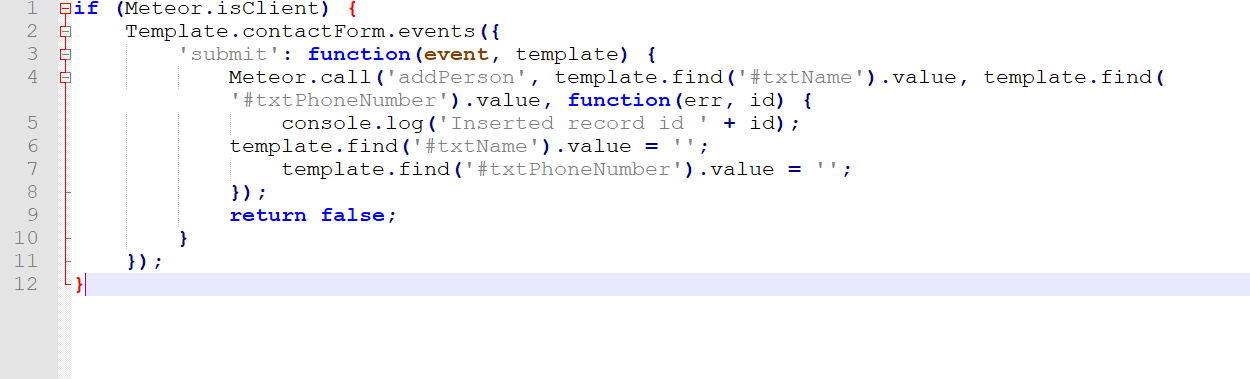 1 if (Meteor.isClient) {
2 Template.contactForm.events({
3 'submit': function(event, template) {
4 Meteor.call('addPerson', template.find('#txtName').value, template.find(
'#txtPhoneNumber').value, function(err, id) {
5 console.log('Inserted record id ' + id);
6 template.find('#txtName').value = '';
7 template.find('#txtPhoneNumber').value = '';
8 });
9 return false;
10 }
11 });
12 }